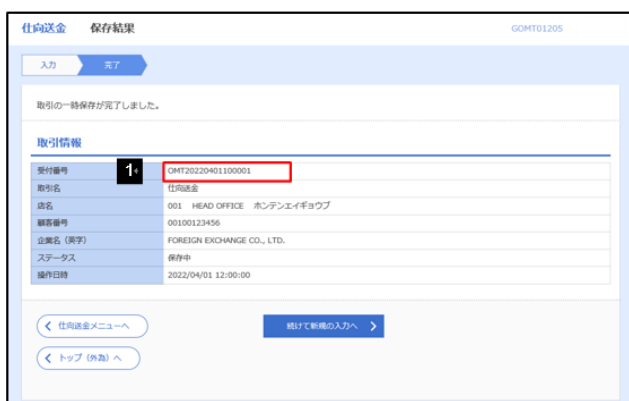 仕向送金 保存結果 GOMT01205
入力 完了
取引の一時保存が完了しました。
取引情報
受付番号 1 OMT20220401100001
取引名 仕向送金
店名 001 HEAD OFFICE ホンテンエイギョウブ
顧客番号 00100123456
企業名（英字） FOREIGN EXCHANGE CO., LTD.
ステータス 保存中
操作日時 2022/04/01 12:00:00
仕向送金メニューへ 続けて新規の入力へ
トップ（外為）へ